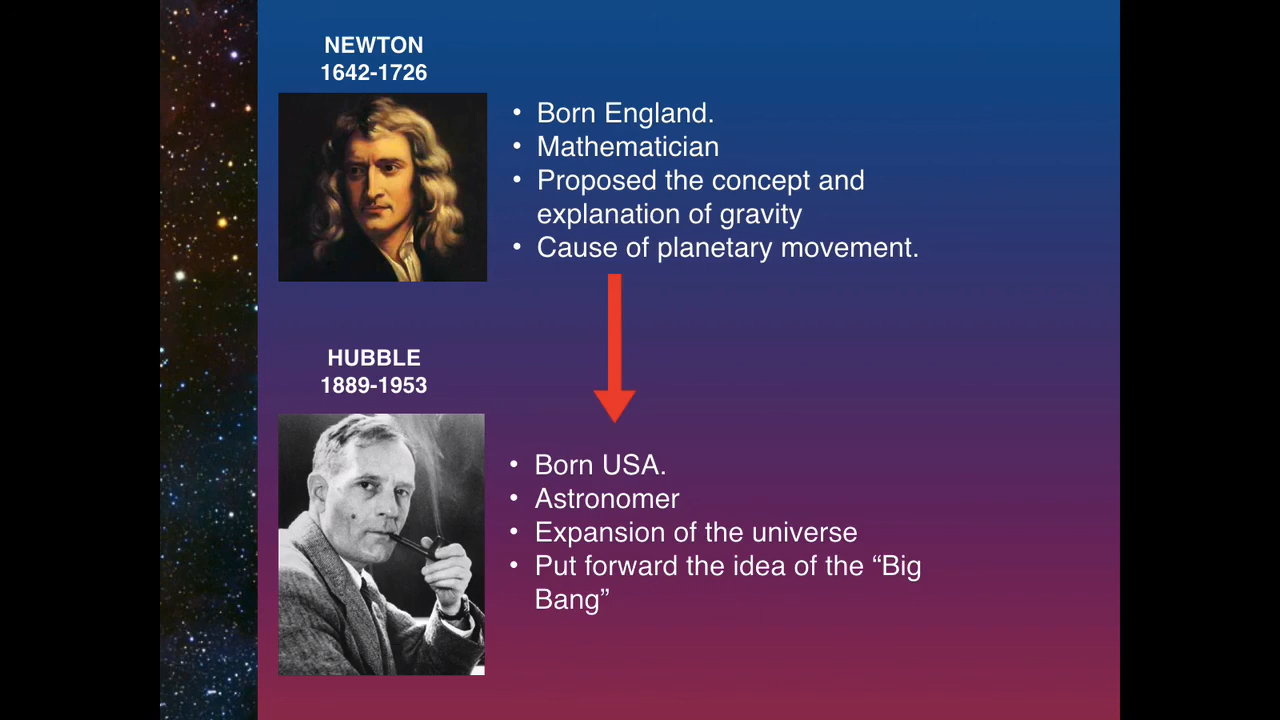 NEWTON
1642-1726
• Born England.
• Mathematician
• Proposed the concept and
explanation of gravity
• Cause of planetary movement.
HUBBLE
1889-1953
• Born USA.
• Astronomer
• Expansion of the universe
• Put forward the idea of the “Big
Bang”